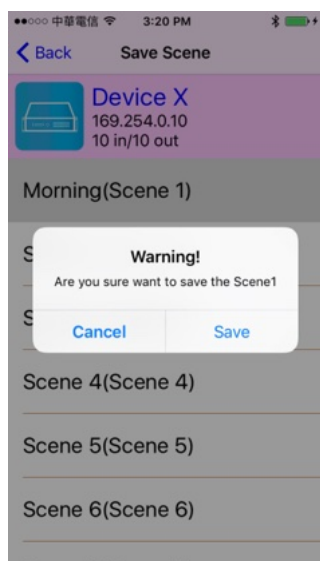 中華電信 3:20 PM
Back Save Scene
Device X
169.254.0.10
10 in/10 out
Morning(Scene 1)
S
Warning!
Are you sure want to save the Scene1
S
Cancel Save
Scene 4(Scene 4)
Scene 5(Scene 5)
Scene 6(Scene 6)